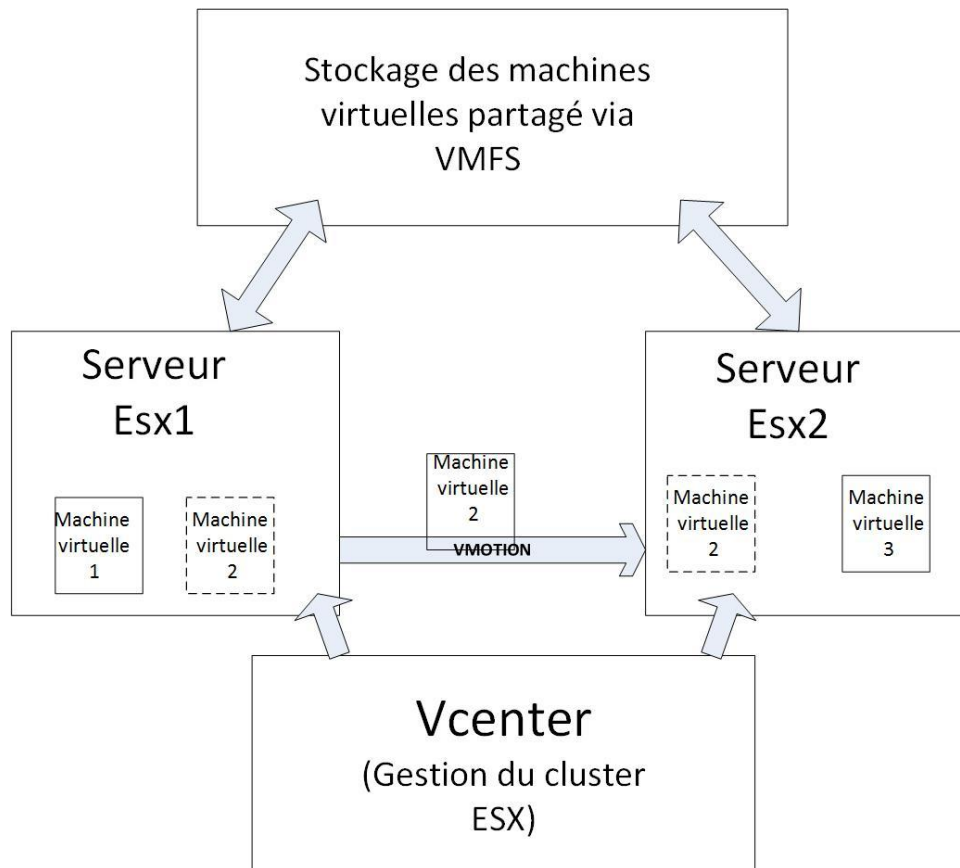 Stockage des machines
virtuelles partagé via
VMFS
Serveur
Esx1
Machine
virtuelle
1
Machine
virtuelle
2
Machine
virtuelle
2
VMOTION
Serveur
Esx2
Machine
virtuelle
2
Machine
virtuelle
3
Vcenter
(Gestion du cluster
ESX)